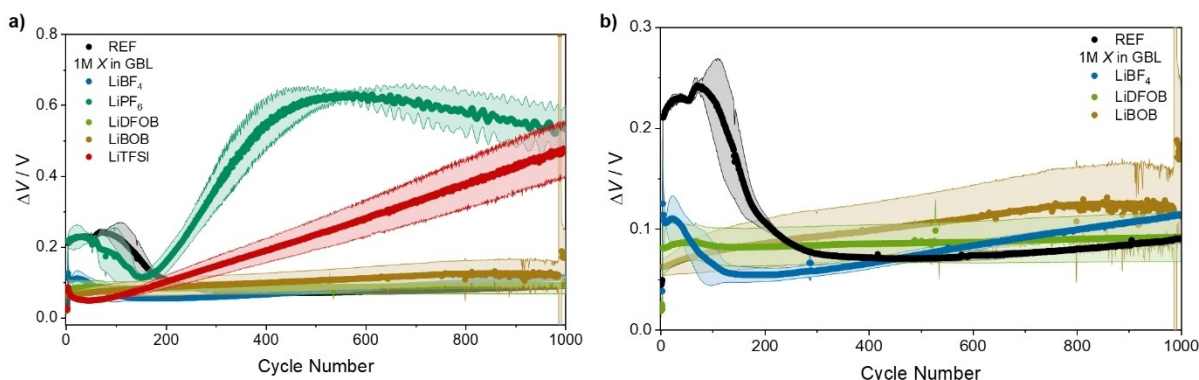 a)
0.8
0.6
0.4
0.2
0.0
ΔV / V
REF
1M X in GBL
LiBF4
LiPF6
LiDFOB
LiBOB
LiTFSI
0 200 400 600 800 1000
Cycle Number
b)
0.3
0.2
0.1
0.0
ΔV / V
REF
1M X in GBL
LiBF4
LiDFOB
LiBOB
0 200 400 600 800 1000
Cycle Number